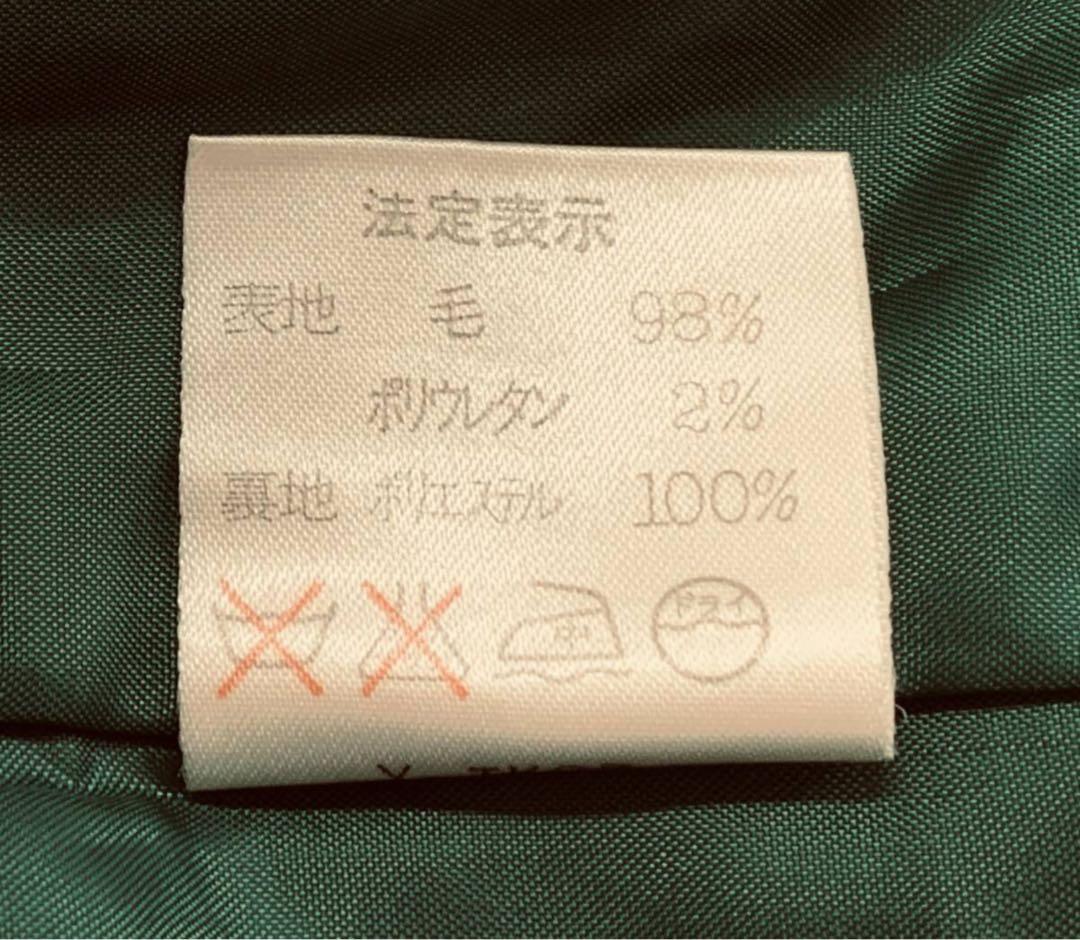 法定表示
表地 毛 98%
ポリウレタン 2%
裏地 ポリエステル 100%
中 ドライ